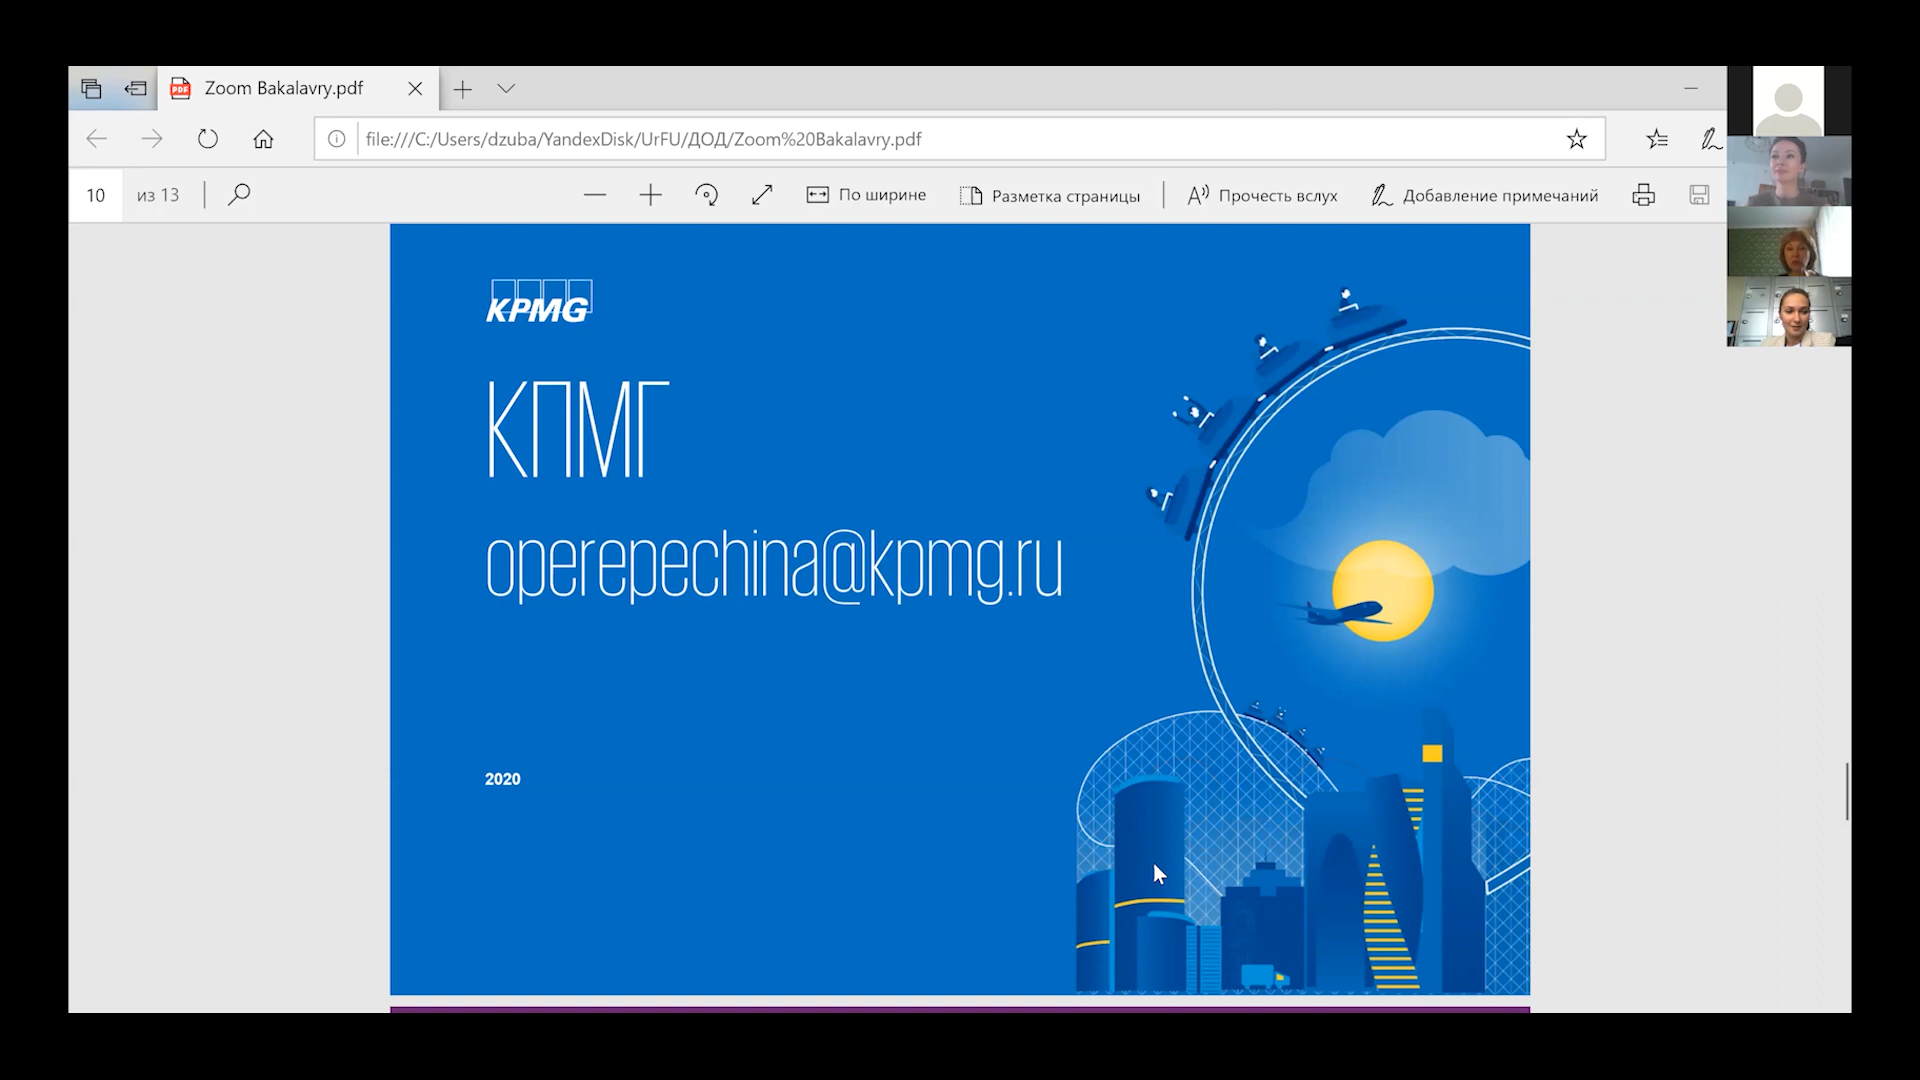 Zoom Bakalavry.pdf
file:///C:/Users/dzuba/YandexDisk/UrFU/ДОД/Zoom%20Bakalavry.pdf
10 из 13 По ширине Разметка страницы Прочесть вслух Добавление примечаний
KPMG
КПМГ
operepechina@kpmg.ru
2020